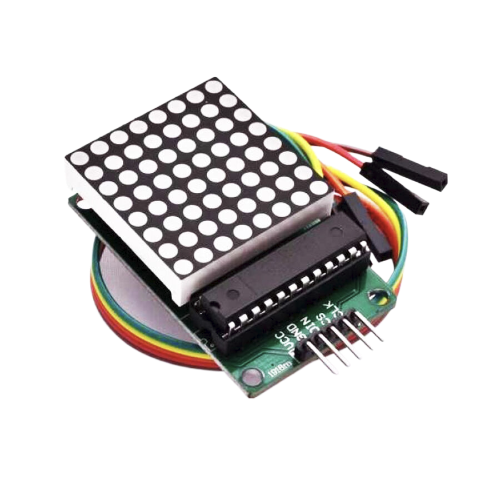 CLK
CS
DIN
GND
VCC